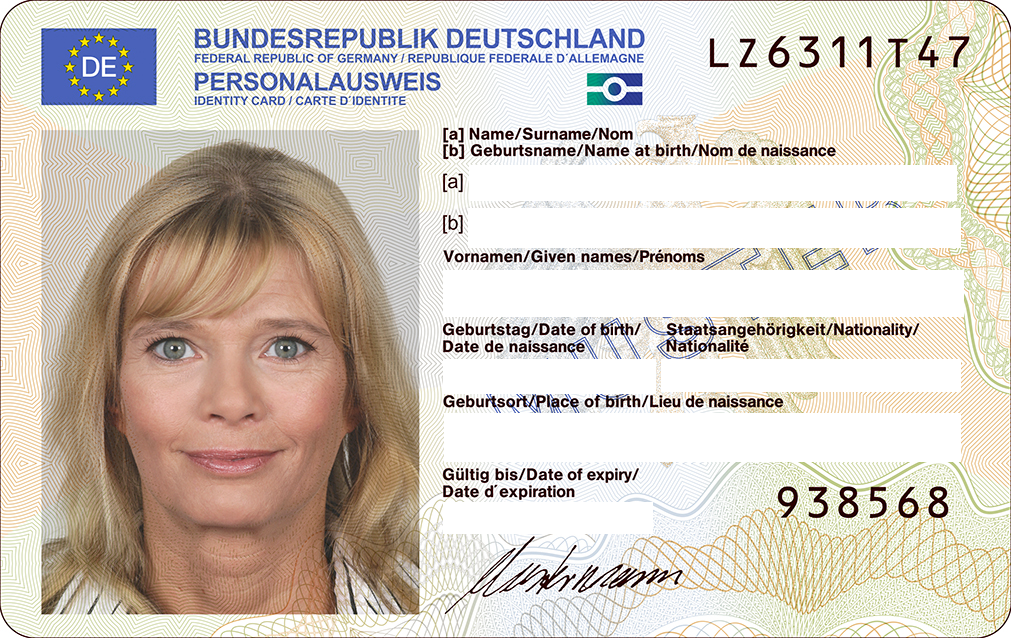 BUNDESREPUBLIK DEUTSCHLAND
FEDERAL REPUBLIC OF GERMANY / REPUBLIQUE FEDERALE D´ALLEMAGNE
PERSONALAUSWEIS
IDENTITY CARD / CARTE D´IDENTITE
DE
LZ6311T47
[a] Name/Surname/Nom
[b] Geburtsname/Name at birth/Nom de naissance
[a]
[b]
Vornamen/Given names/Prénoms
Geburtstag/Date of birth/
Date de naissance
Staatsangehörigkeit/Nationality/
Nationalité
Geburtsort/Place of birth/Lieu de naissance
Gültig bis/Date of expiry/
Date d´expiration
938568
Mustermann